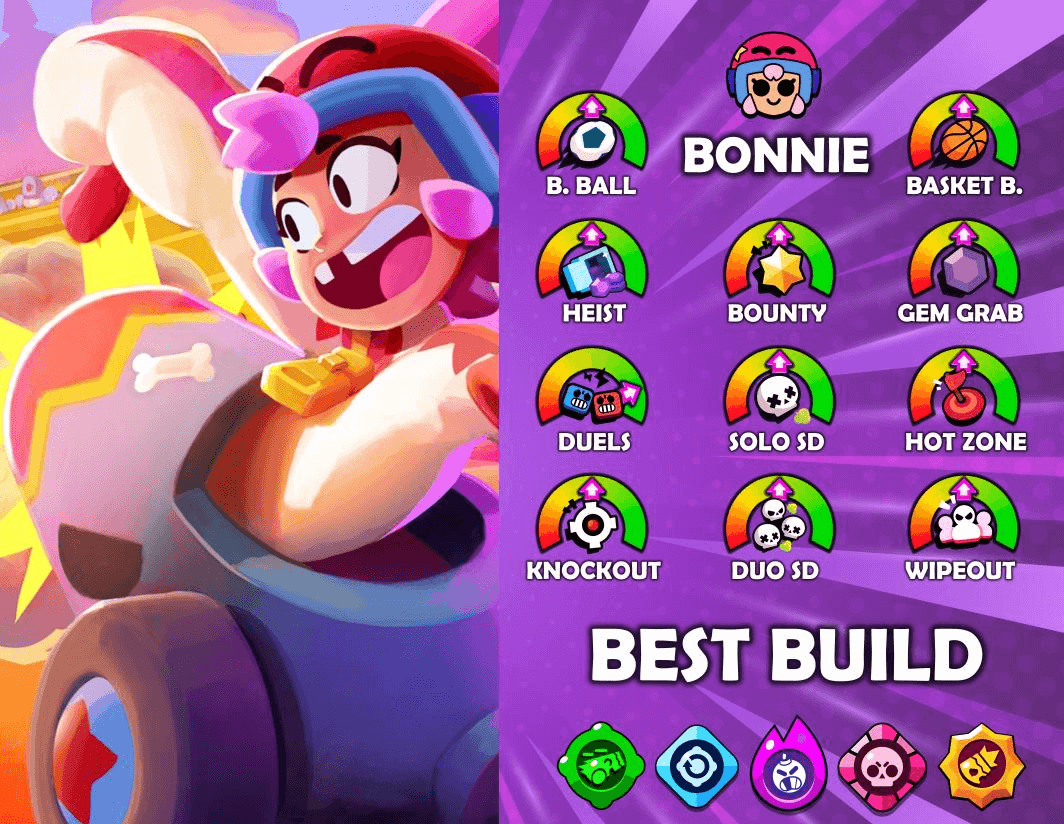 BONNIE
B. BALL
BASKET B.
HEIST
BOUNTY
GEM GRAB
DUELS
SOLO SD
HOT ZONE
KNOCKOUT
DUO SD
WIPEOUT
BEST BUILD